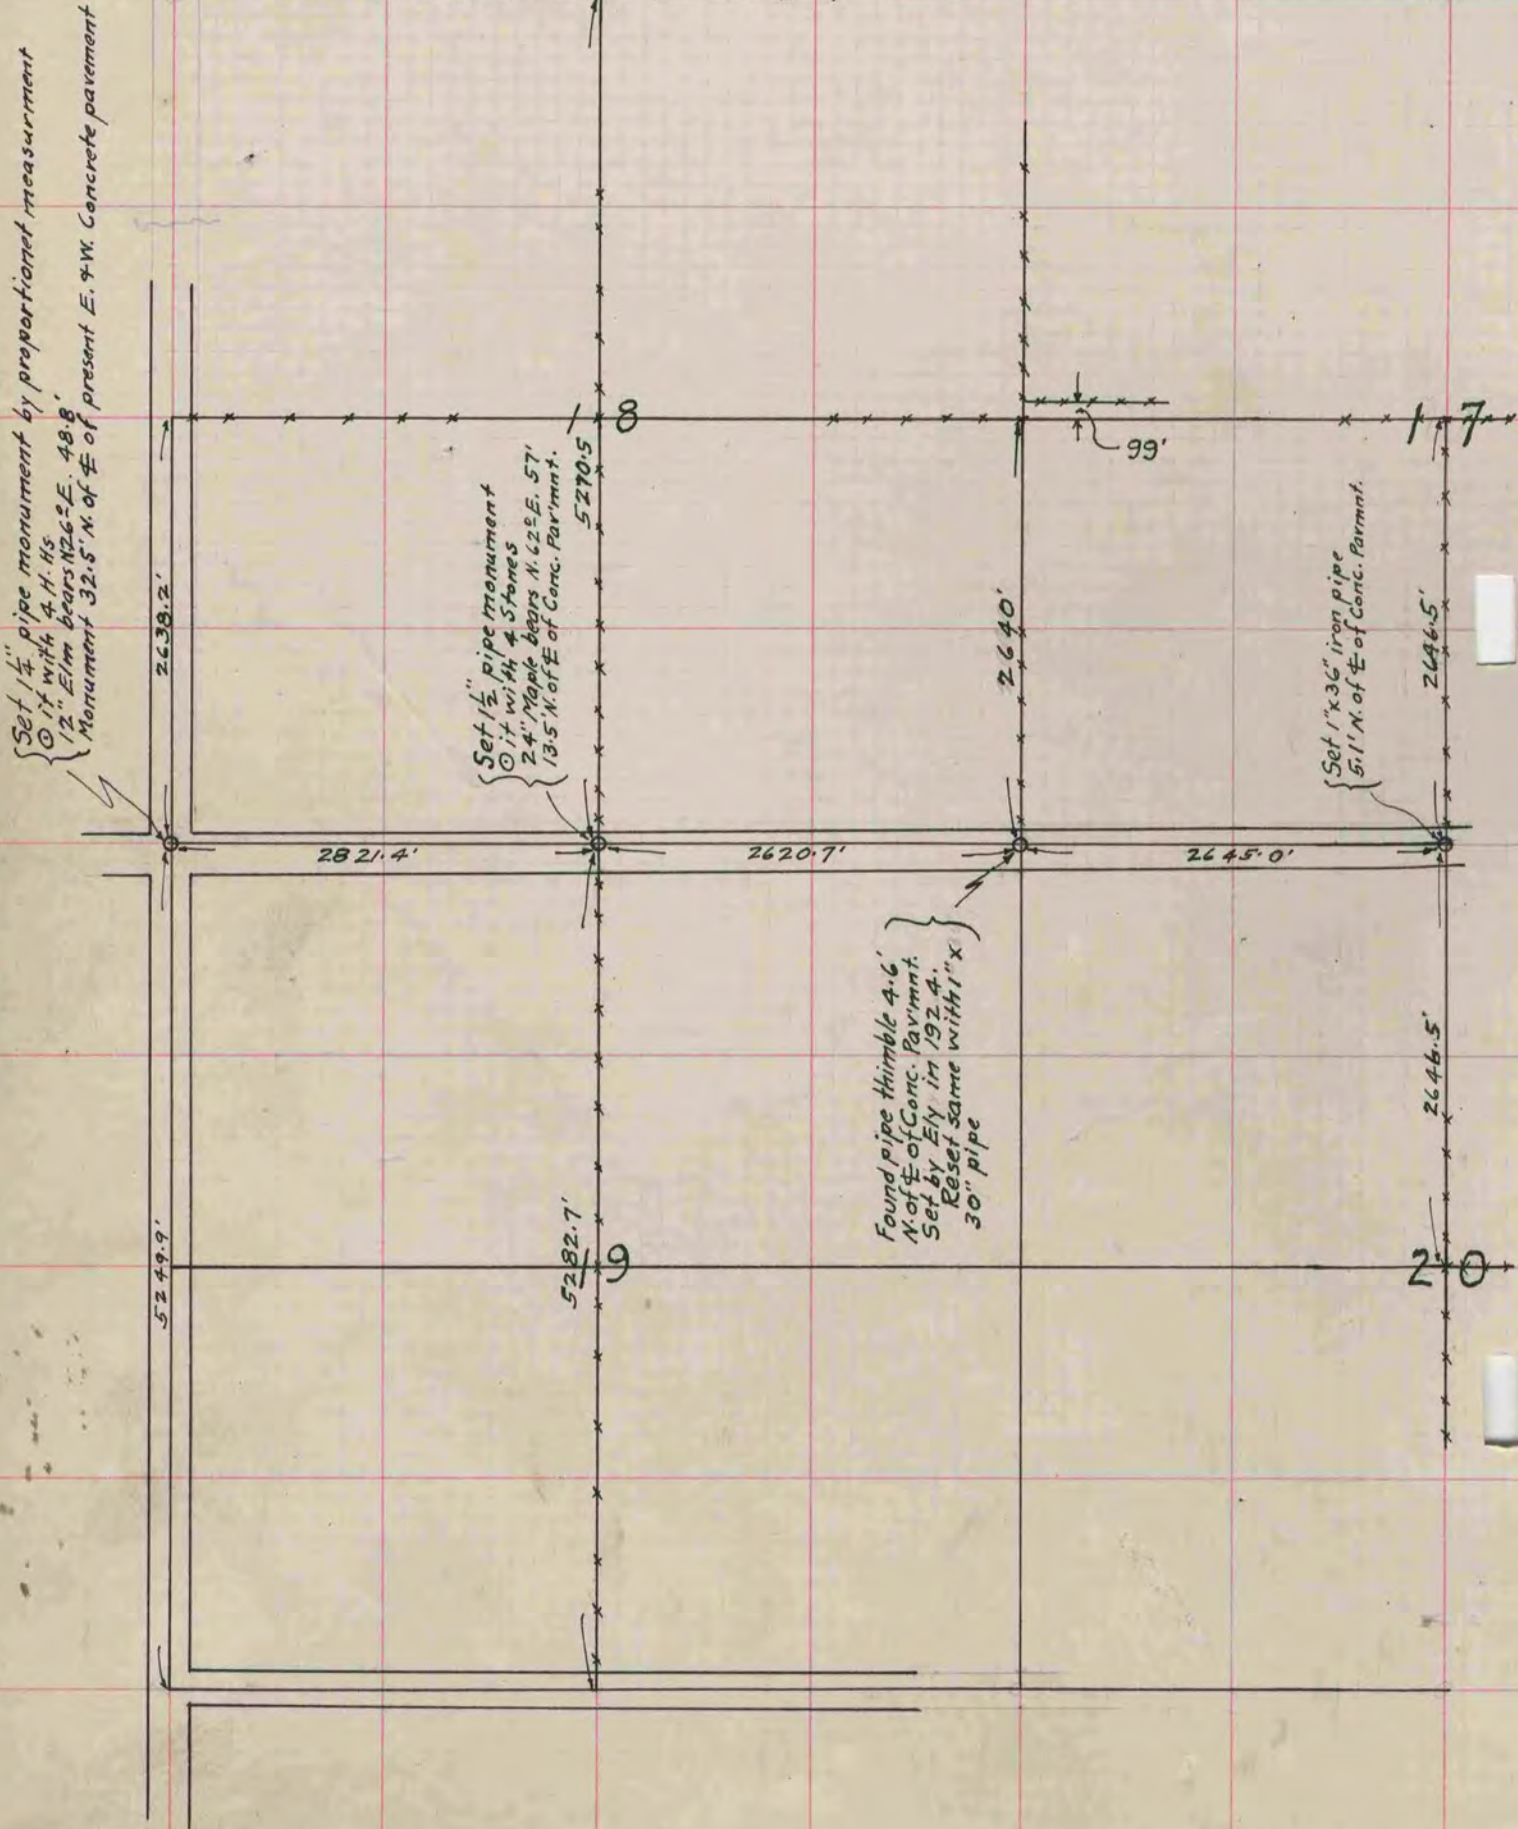 Set 1¼" pipe monument by proportionet measurment
⊙ it with 4 H. Hs
12" Elm bears N26°E. 48.8'
Monument 32.5' N. of ℄ of present E. & W. Concrete pavement
2638.2'
18
5270.5
Set 1½" pipe monument
⊙ it with 4 Stones
24" Maple bears N. 62°E. 57'
13.5' N. of ℄ of Conc. Pav'mnt.
99'
17
2640'
Set 1"x36" iron pipe
5.1' N. of ℄ of Conc. Pavmnt.
2646.5'
2821.4'
2620.7'
2645.0'
Found pipe thimble 4.6'
N. of ℄ of Conc. Pav'mnt.
Set by Ely in 1924.
Reset same with 1" x
30" pipe
2646.5'
5249.9'
5282.7'
19
20